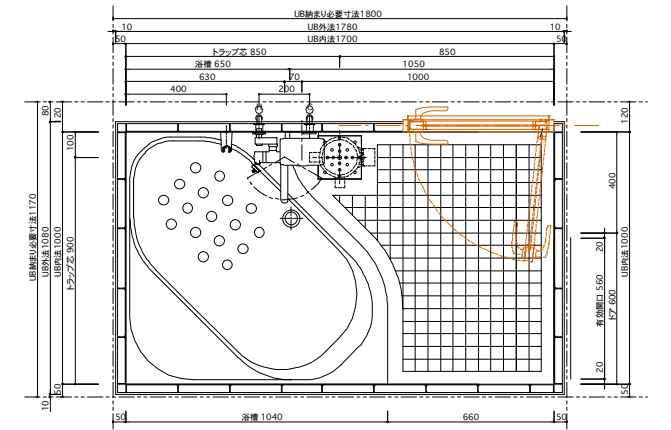 UB納まり必要寸法1800
10 UB外法1780 10
50 UB内法1700 50
トラップ芯 850 850
浴槽 650 1050
630 70 1000
400 200
80
120
100
UB納まり必要寸法1170
UB外法1080
UB内法1000
トラップ芯 900
50
10
120
400
UB内法1000
20
有効開口 560
ドア 600
20
50
50 浴槽 1040 660 50